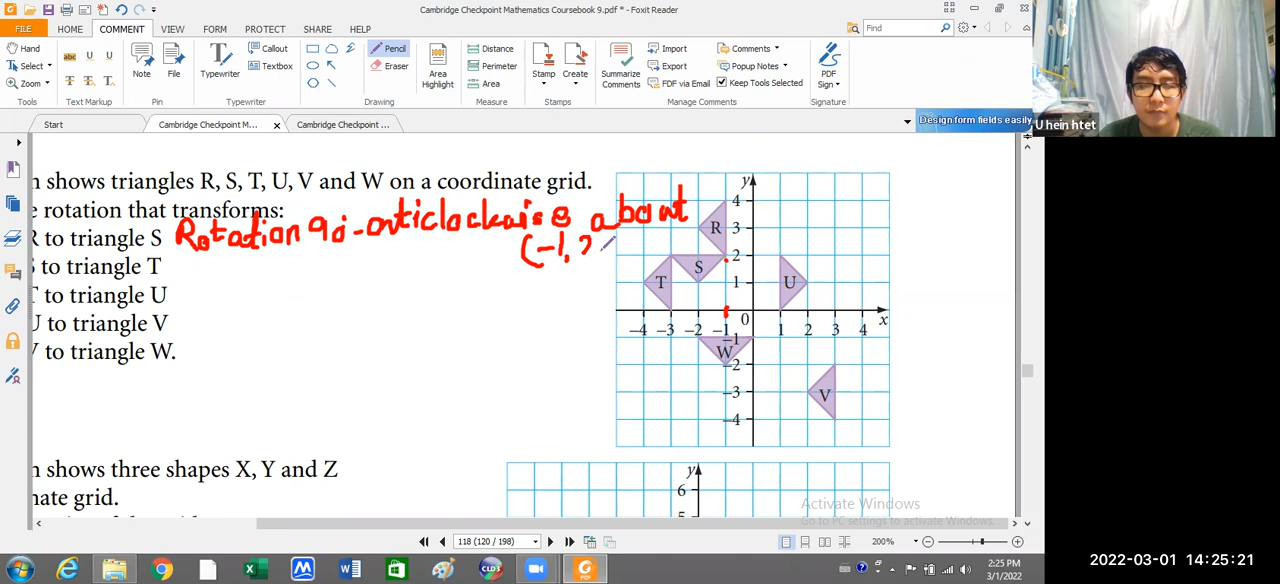 Cambridge Checkpoint Mathematics Coursebook 9.pdf * - Foxit Reader
FILE HOME COMMENT VIEW FORM PROTECT SHARE HELP
Find
Hand
Select
Zoom
Tools
Text Markup
Note
File
Pin
Typewriter
Callout
Textbox
Typewriter
Pencil
Eraser
Drawing
Area Highlight
Distance
Perimeter
Area
Measure
Stamp
Create
Stamps
Summarize Comments
Import
Export
FDF via Email
Comments
Popup Notes
Keep Tools Selected
Manage Comments
PDF Sign
Signature
Start
Cambridge Checkpoint M...
Cambridge Checkpoint ...
Design form fields easily
U hein htet
n shows triangles R, S, T, U, V and W on a coordinate grid.
e rotation that transforms:
R to triangle S
S to triangle T
T to triangle U
U to triangle V
V to triangle W.
Rotation 90° anticlockwise about
(-1,2
y
4
3
2
1
0
–1
–2
–3
–4
–4 –3 –2 –1 1 2 3 4 x
R
S
T
U
W
V
n shows three shapes X, Y and Z
nate grid.
y
6
5
Activate Windows
Go to PC settings to activate Windows.
118 (120 / 198)
200%
2:25 PM
3/1/2022
2022-03-01 14:25:21